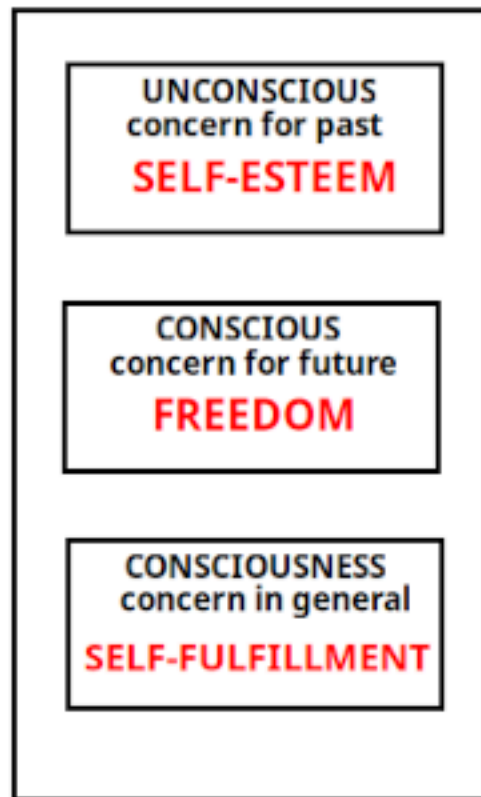 UNCONSCIOUS
concern for past
SELF-ESTEEM
CONSCIOUS
concern for future
FREEDOM
CONSCIOUSNESS
concern in general
SELF-FULFILLMENT